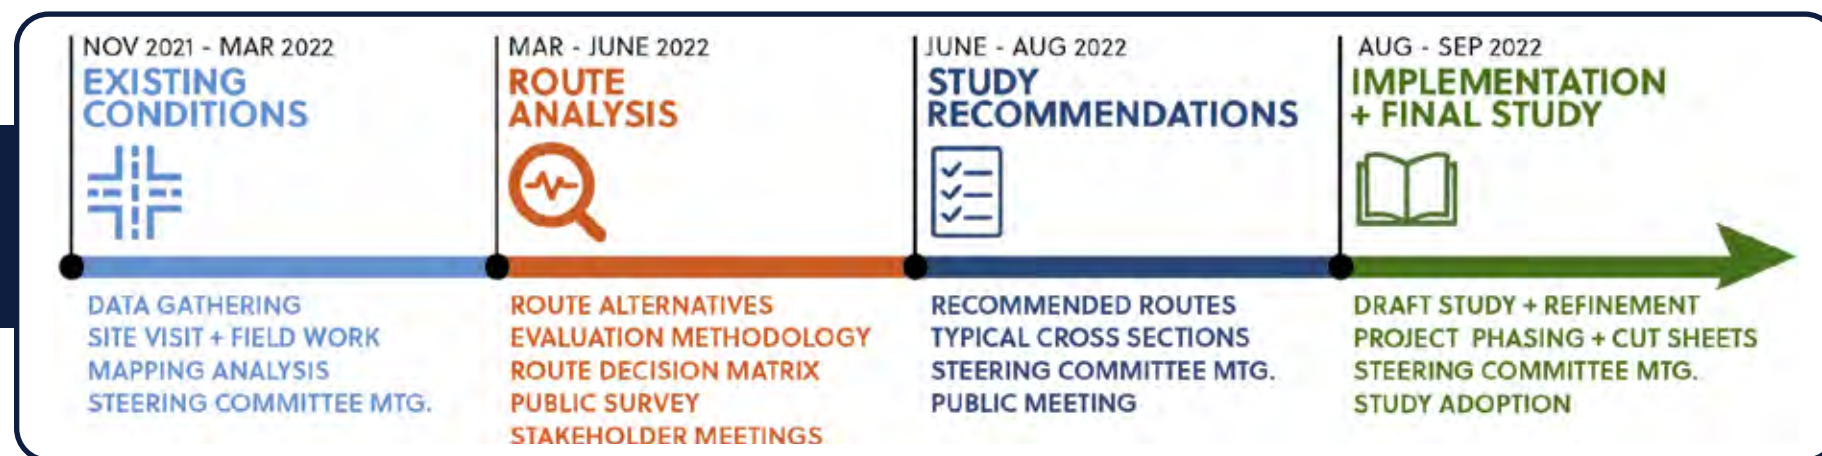 NOV 2021 - MAR 2022
EXISTING
CONDITIONS
DATA GATHERING
SITE VISIT + FIELD WORK
MAPPING ANALYSIS
STEERING COMMITTEE MTG.
MAR - JUNE 2022
ROUTE
ANALYSIS
ROUTE ALTERNATIVES
EVALUATION METHODOLOGY
ROUTE DECISION MATRIX
PUBLIC SURVEY
STAKEHOLDER MEETINGS
JUNE - AUG 2022
STUDY
RECOMMENDATIONS
RECOMMENDED ROUTES
TYPICAL CROSS SECTIONS
STEERING COMMITTEE MTG.
PUBLIC MEETING
AUG - SEP 2022
IMPLEMENTATION
+ FINAL STUDY
DRAFT STUDY + REFINEMENT
PROJECT PHASING + CUT SHEETS
STEERING COMMITTEE MTG.
STUDY ADOPTION